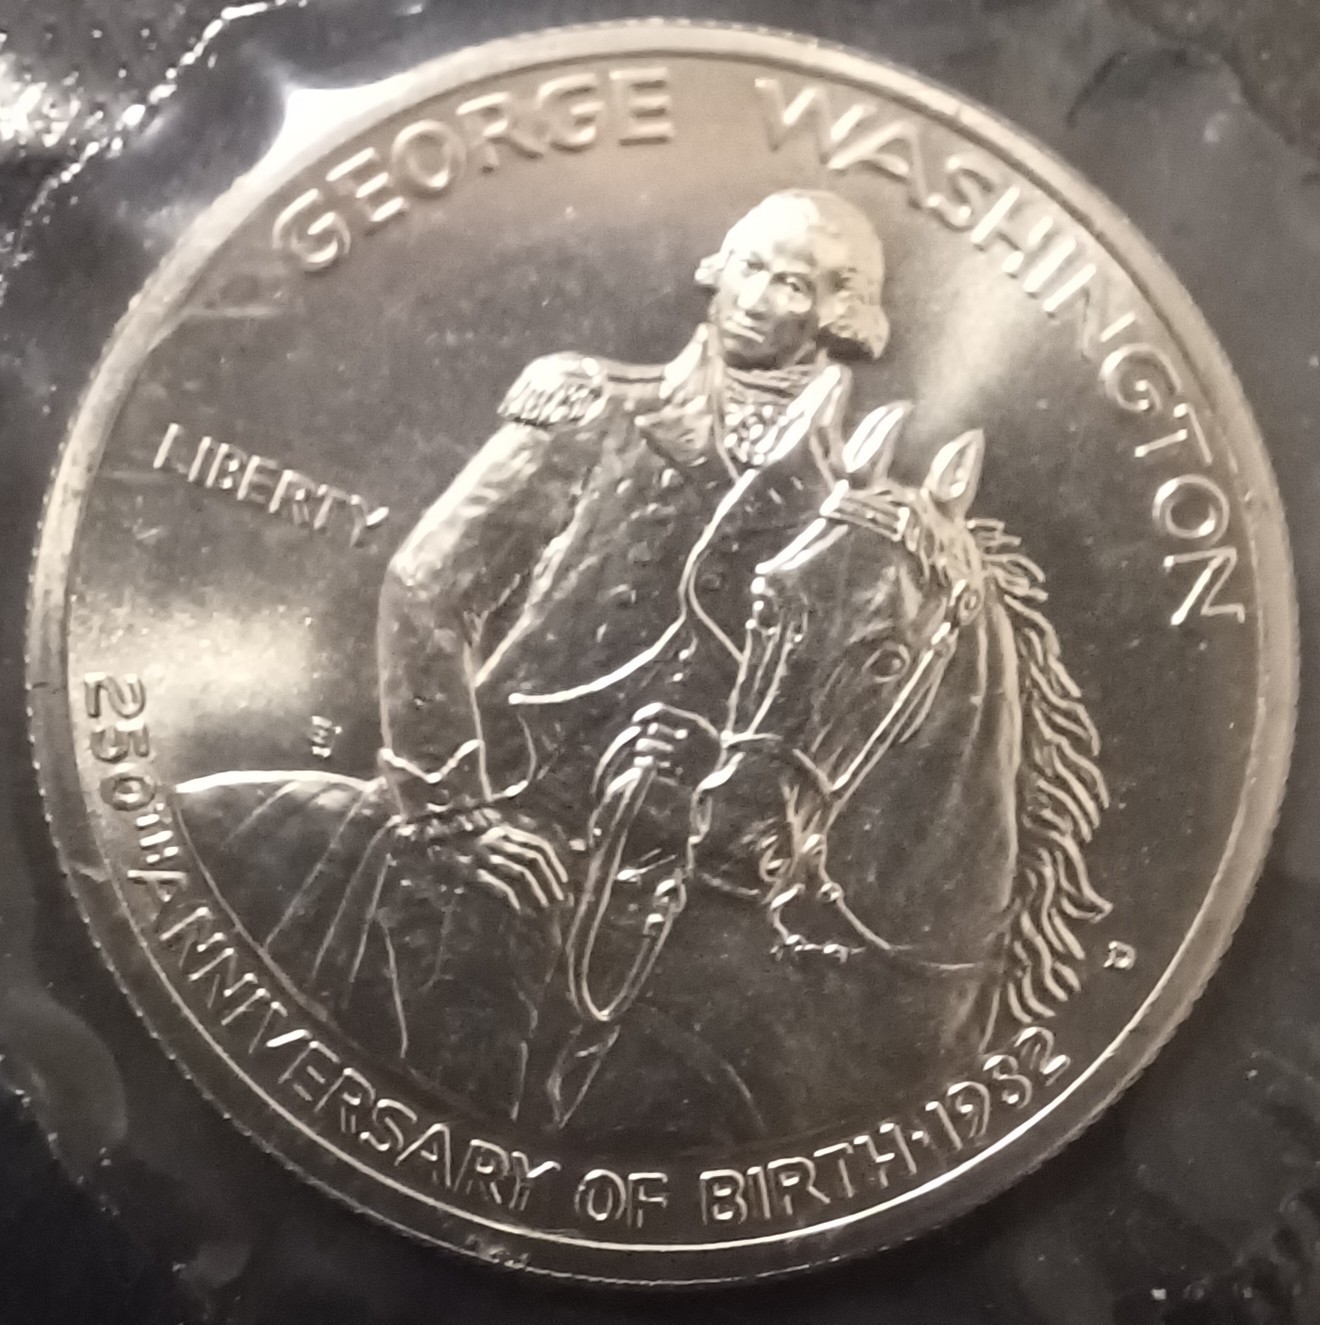 GEORGE WASHINGTON
LIBERTY
250TH ANNIVERSARY OF BIRTH·1982
D